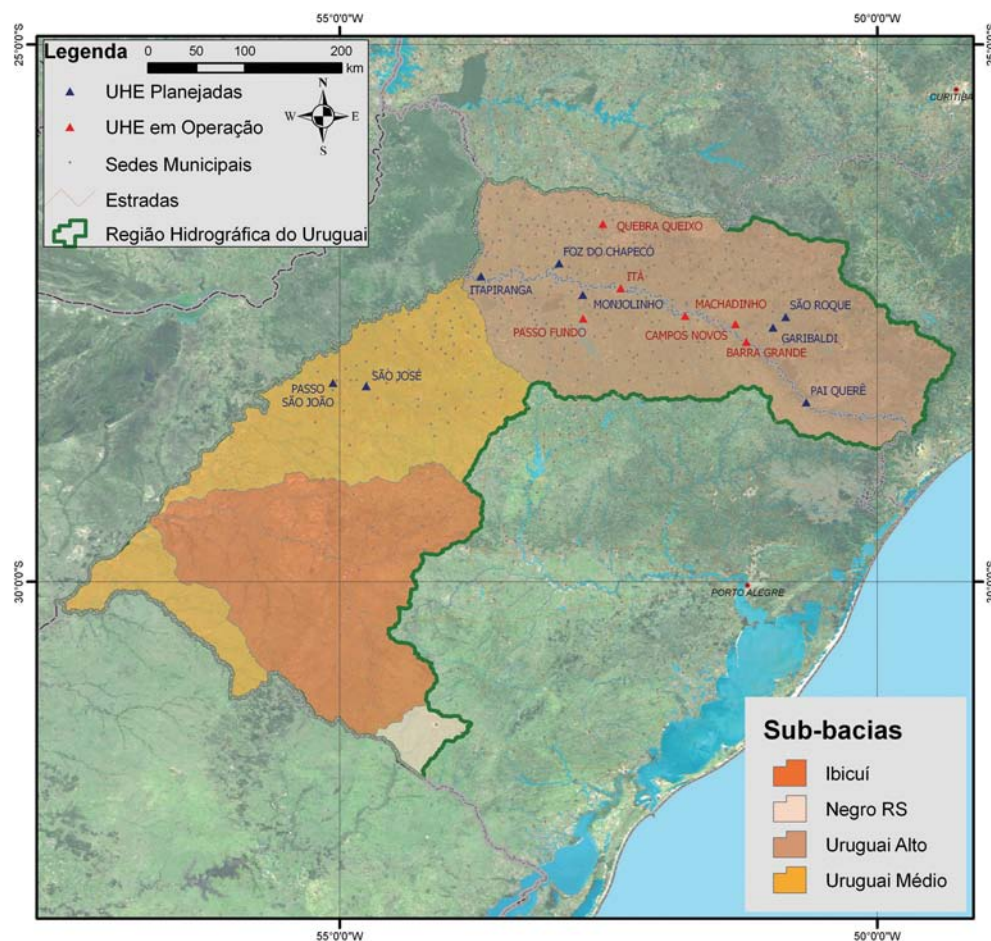 55°0'0"W
50°0'0"W
25°0'0"S
25°0'0"S
Legenda
0 50 100 200
km
UHE Planejadas
UHE em Operação
Sedes Municipais
Estradas
Região Hidrográfica do Uruguai
N
W E
S
CURITIBA
QUEBRA QUEIXO
FOZ DO CHAPECÓ
ITÁ
ITAPIRANGA
MONJOLINHO
MACHADINHO
SÃO ROQUE
PASSO FUNDO
CAMPOS NOVOS
GARIBALDI
BARRA GRANDE
PASSO
SÃO JOÃO
SÃO JOSÉ
PAI QUERÊ
30°0'0"S
30°0'0"S
PORTO ALEGRE
Sub-bacias
Ibicuí
Negro RS
Uruguai Alto
Uruguai Médio
55°0'0"W
50°0'0"W